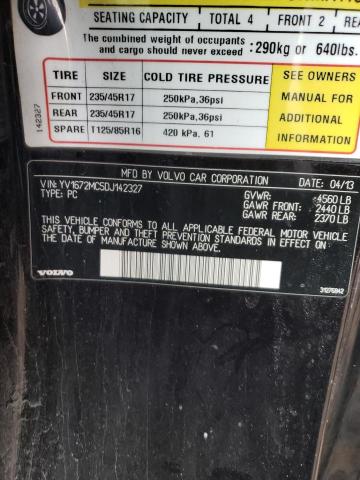 SEATING CAPACITY TOTAL 4 FRONT 2
The combined weight of occupants and cargo should never exceed : 290kg or 640lbs.
TIRE SIZE COLD TIRE PRESSURE
FRONT 235/45R17 250kPa,36psi
REAR 235/45R17 250kPa,36psi
SPARE T125/85R16 420 kPa, 61
SEE OWNERS
MANUAL FOR
ADDITIONAL
INFORMATION
142327
MFD BY VOLVO CAR CORPORATION
DATE: 04/13
VIN: YV1672MC5DJ142327
TYPE: PC
GVWR: 4560 LB
GAWR FRONT: 2440 LB
GAWR REAR: 2370 LB
THIS VEHICLE CONFORMS TO ALL APPLICABLE FEDERAL MOTOR VEHICLE
SAFETY, BUMPER AND THEFT PREVENTION STANDARDS IN EFFECT ON THE
DATE OF MANUFACTURE SHOWN ABOVE.
VOLVO